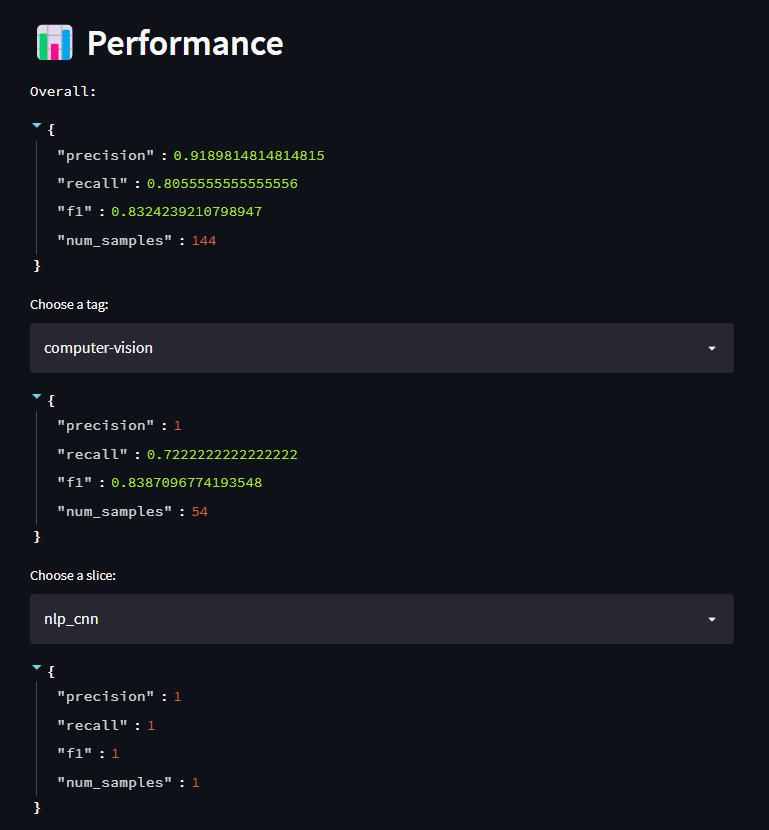 Performance
Overall:
{
"precision" : 0.9189814814814815
"recall" : 0.8055555555555556
"f1" : 0.8324239210798947
"num_samples" : 144
}
Choose a tag:
computer-vision
{
"precision" : 1
"recall" : 0.7222222222222222
"f1" : 0.8387096774193548
"num_samples" : 54
}
Choose a slice:
nlp_cnn
{
"precision" : 1
"recall" : 1
"f1" : 1
"num_samples" : 1
}